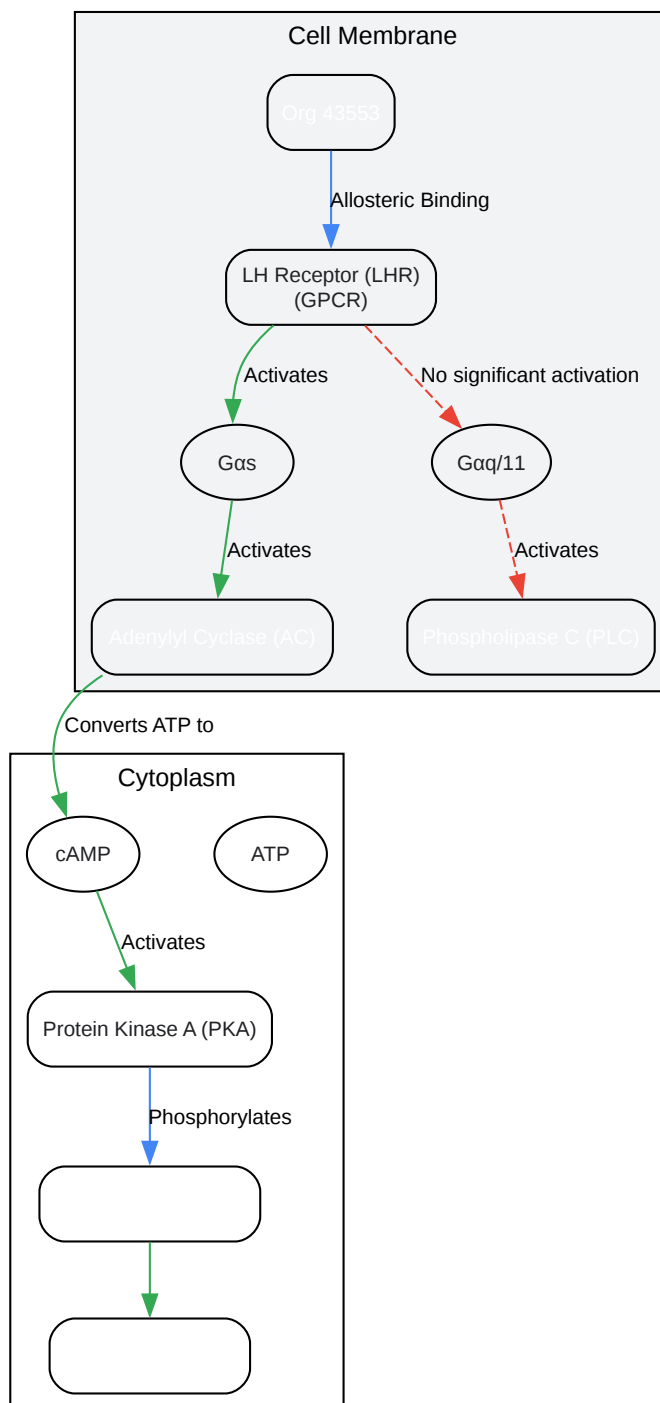 Cell Membrane
Org 43553
Allosteric Binding
LH Receptor (LHR)
(GPCR)
Activates
No significant activation
Gαs
Gαq/11
Activates
Activates
Adenylyl Cyclase (AC)
Phospholipase C (PLC)
Converts ATP to
Cytoplasm
cAMP
ATP
Activates
Protein Kinase A (PKA)
Phosphorylates